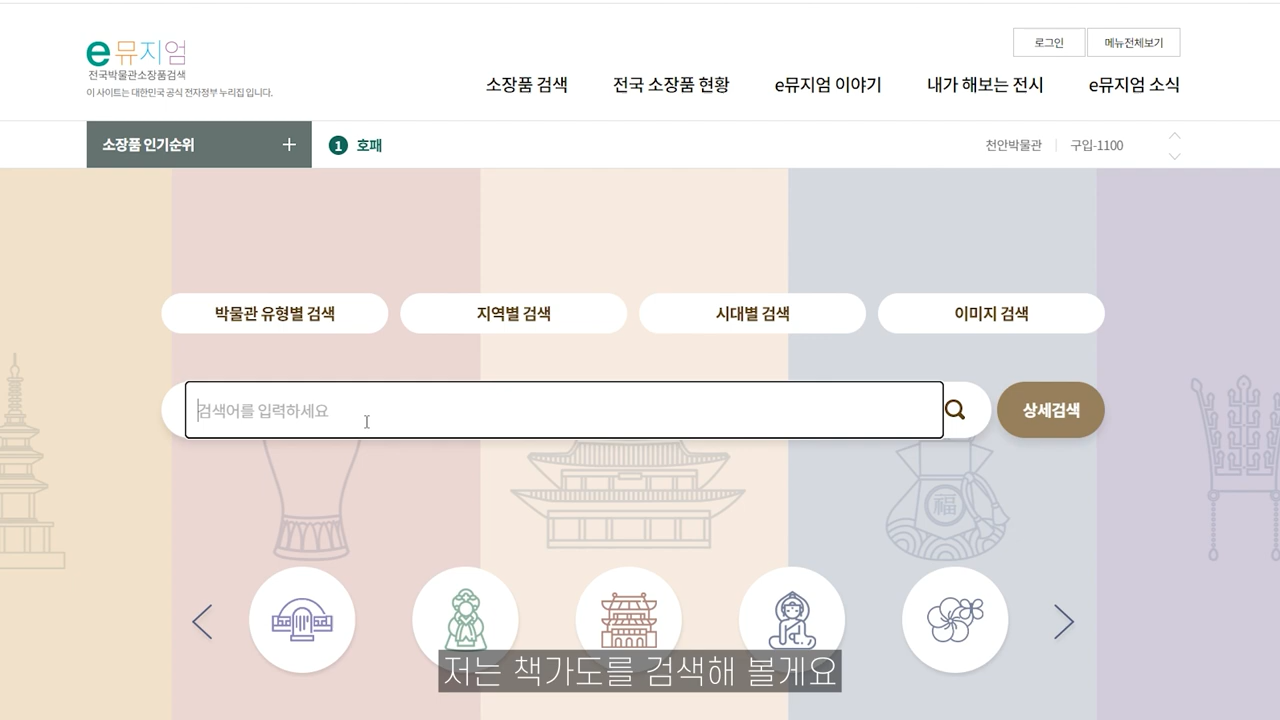 e뮤지엄
전국박물관소장품검색
이 사이트는 대한민국 공식 전자정부 누리집 입니다.
로그인
메뉴전체보기
소장품 검색
전국 소장품 현황
e뮤지엄 이야기
내가 해보는 전시
e뮤지엄 소식
소장품 인기순위 +
1 호패
천안박물관 | 구입-1100
박물관 유형별 검색
지역별 검색
시대별 검색
이미지 검색
검색어를 입력하세요
상세검색
福
저는 책가도를 검색해 볼게요